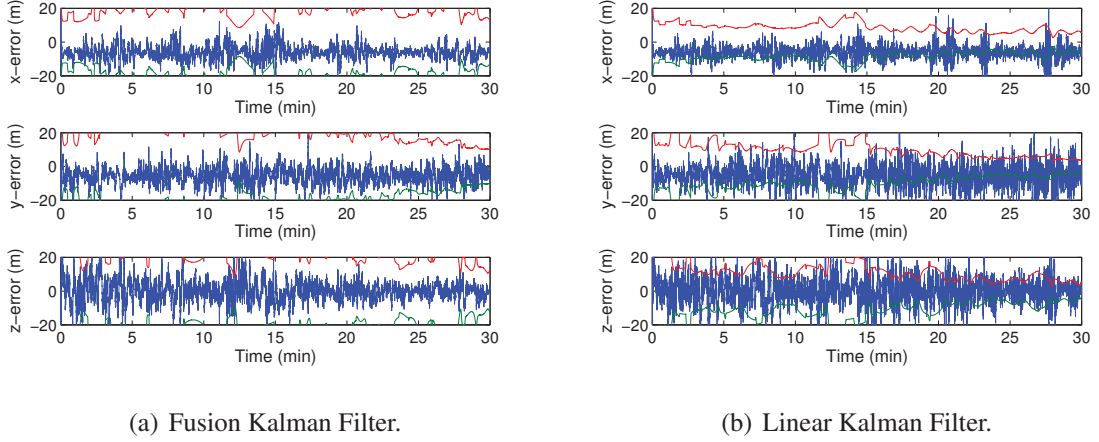 20
0
−20
x−error (m)
0 5 10 15 20 25 30
Time (min)
20
0
−20
y−error (m)
0 5 10 15 20 25 30
Time (min)
20
0
−20
z−error (m)
0 5 10 15 20 25 30
Time (min)
(a) Fusion Kalman Filter.
20
0
−20
x−error (m)
0 5 10 15 20 25 30
Time (min)
20
0
−20
y−error (m)
0 5 10 15 20 25 30
Time (min)
20
0
−20
z−error (m)
0 5 10 15 20 25 30
Time (min)
(b) Linear Kalman Filter.